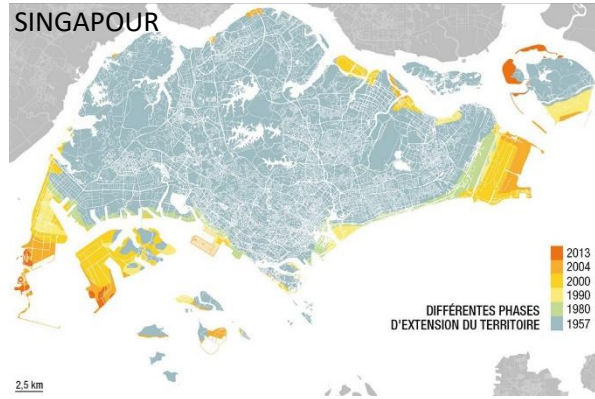 SINGAPOUR
2013
2004
2000
1990
1980
1957
DIFFÉRENTES PHASES
D'EXTENSION DU TERRITOIRE
2,5 km